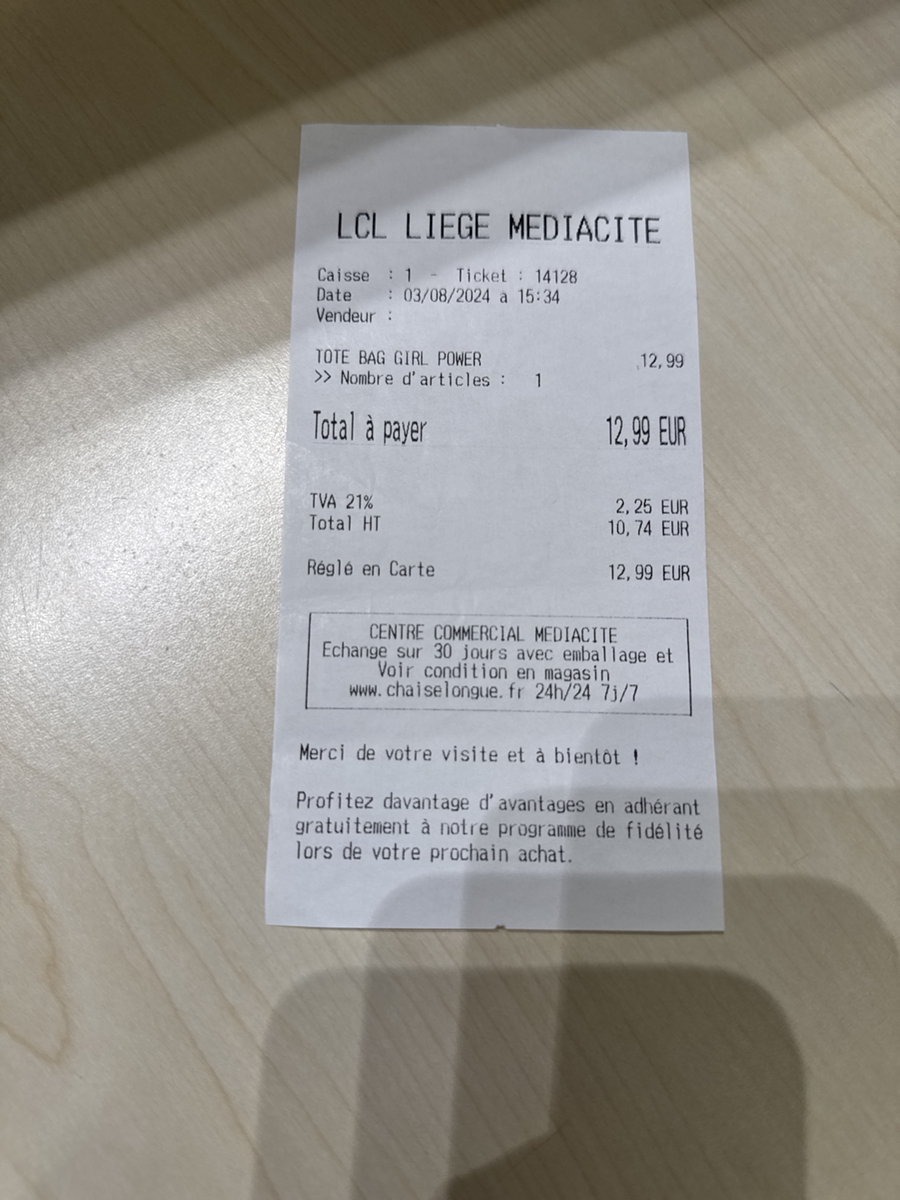 LCL LIEGE MEDIACITE
Caisse : 1 - Ticket : 14128
Date : 03/08/2024 a 15:34
Vendeur :
TOTE BAG GIRL POWER 12,99
>> Nombre d'articles : 1
Total à payer 12,99 EUR
TVA 21% 2,25 EUR
Total HT 10,74 EUR
Réglé en Carte 12,99 EUR
CENTRE COMMERCIAL MEDIACITE
Echange sur 30 jours avec emballage et
Voir condition en magasin
www.chaiselongue.fr 24h/24 7j/7
Merci de votre visite et à bientôt !
Profitez davantage d'avantages en adhérant
gratuitement à notre programme de fidélité
lors de votre prochain achat.